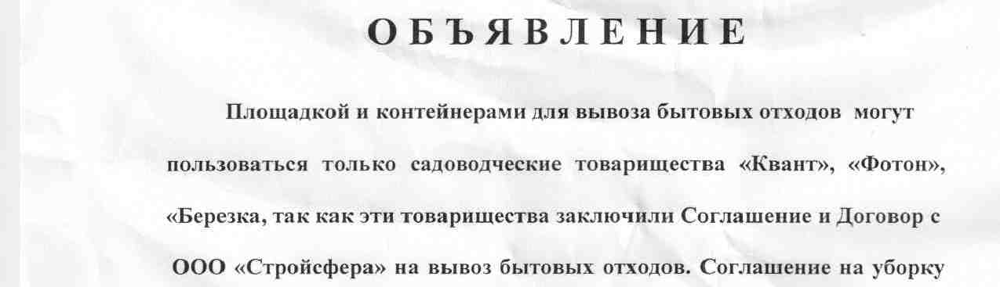 ОБЪЯВЛЕНИЕ
Площадкой и контейнерами для вывоза бытовых отходов могут
пользоваться только садоводческие товарищества «Квант», «Фотон»,
«Березка, так как эти товарищества заключили Соглашение и Договор с
ООО «Стройсфера» на вывоз бытовых отходов. Соглашение на уборку